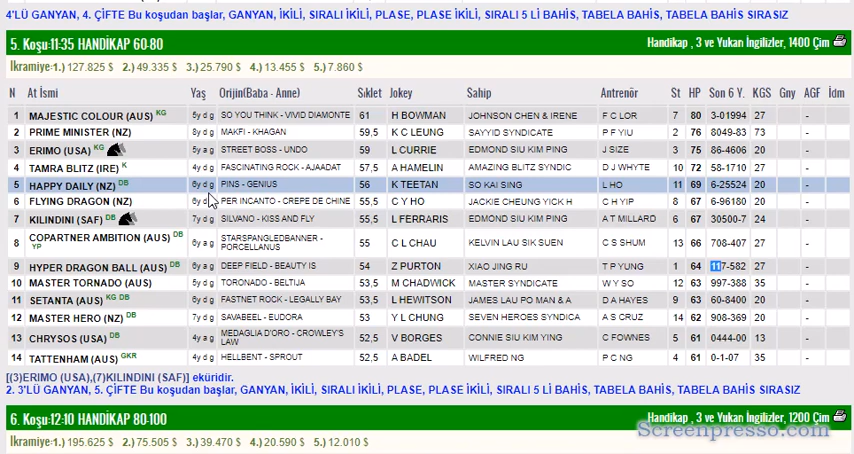 4'LÜ GANYAN, 4. ÇİFTE Bu koşudan başlar, GANYAN, İKİLİ, SIRALI İKİLİ, PLASE, PLASE İKİLİ, SIRALI 5 Lİ BAHİS, TABELA BAHİS, TABELA BAHİS SIRASIZ
5. Koşu:11:35 HANDİKAP 60-80 Handikap , 3 ve Yukarı İngilizler, 1400 Çim
İkramiye:1.) 127.825 $ 2.) 49.335 $ 3.) 25.790 $ 4.) 13.455 $ 5.) 7.860 $
N At İsmi Yaş Orijin(Baba - Anne) Sıklet Jokey Sahip Antrenör St HP Son 6 Y. KGS Gny AGF İdm
1 MAJESTIC COLOUR (AUS) KG 5y d g SO YOU THINK - VIVID DIAMONTE 61 H BOWMAN JOHNSON CHEN & IRENE F C LOR 7 80 3-01994 27 -
2 PRIME MINISTER (NZ) 8y d g MAKFI - KHAGAN 59,5 K C LEUNG SAYYID SYNDICATE P F YIU 2 76 8049-83 73 -
3 ERIMO (USA) KG 5y a g STREET BOSS - UNDO 59 L CURRIE EDMOND SIU KIM PING J SIZE 3 75 86-4606 20 -
4 TAMRA BLITZ (IRE) K 4y d g FASCINATING ROCK - AJAADAT 57,5 A HAMELIN AMAZING BLITZ SYNDIC D J WHYTE 10 72 58-1710 27 -
5 HAPPY DAILY (NZ) DB 6y d g PINS - GENIUS 56 K TEETAN SO KAI SING L HO 11 69 6-25524 20 -
6 FLYING DRAGON (NZ) 6y d g PER INCANTO - CREPE DE CHINE 55,5 C Y HO JACKIE CHEUNG YICK H C H YIP 8 67 6-96180 20 -
7 KILINDINI (SAF) DB 7y d g SILVANO - KISS AND FLY 55,5 L FERRARIS EDMOND SIU KIM PING A T MILLARD 6 67 30500-7 24 -
8 COPARTNER AMBITION (AUS) DB YP 6y a g STARSPANGLEDBANNER - PORCELLANUS 55 C L CHAU KELVIN LAU SIK SUEN C S SHUM 13 66 708-407 27 -
9 HYPER DRAGON BALL (AUS) DB 6y a g DEEP FIELD - BEAUTY IS 54 Z PURTON XIAO JING RU T P YUNG 1 64 117-582 27 -
10 MASTER TORNADO (AUS) 5y d g TORONADO - BELTIJA 53,5 M CHADWICK MASTER SYNDICATE W Y SO 12 63 997-388 35 -
11 SETANTA (AUS) KG DB 6y d g FASTNET ROCK - LEGALLY BAY 53,5 L HEWITSON JAMES LAU PO MAN & A D A HAYES 9 63 60-8400 20 -
12 MASTER HERO (NZ) DB 7y d g SAVABEEL - EUDORA 53 Y L CHUNG SEVEN HEROES SYNDICA A S CRUZ 14 62 908-369 20 -
13 CHRYSOS (USA) DB 4y a g MEDAGLIA D'ORO - CROWLEY'S LAW 52,5 V BORGES CONNIE SIU KIM YING C FOWNES 5 61 0444-00 13 -
14 TATTENHAM (AUS) GKR 4y d g HELLBENT - SPROUT 52,5 A BADEL WILFRED NG P C NG 4 61 0-1-07 35 -
[(3)ERIMO (USA),(7)KILINDINI (SAF)] eküridir.
2. 3'LÜ GANYAN, 5. ÇİFTE Bu koşudan başlar, GANYAN, İKİLİ, SIRALI İKİLİ, PLASE, PLASE İKİLİ, SIRALI 5 Lİ BAHİS, TABELA BAHİS, TABELA BAHİS SIRASIZ
6. Koşu:12:10 HANDİKAP 80-100 Handikap , 3 ve Yukarı İngilizler, 1200 Çim
İkramiye:1.) 195.625 $ 2.) 75.505 $ 3.) 39.470 $ 4.) 20.590 $ 5.) 12.010 $
Screenpresso.com